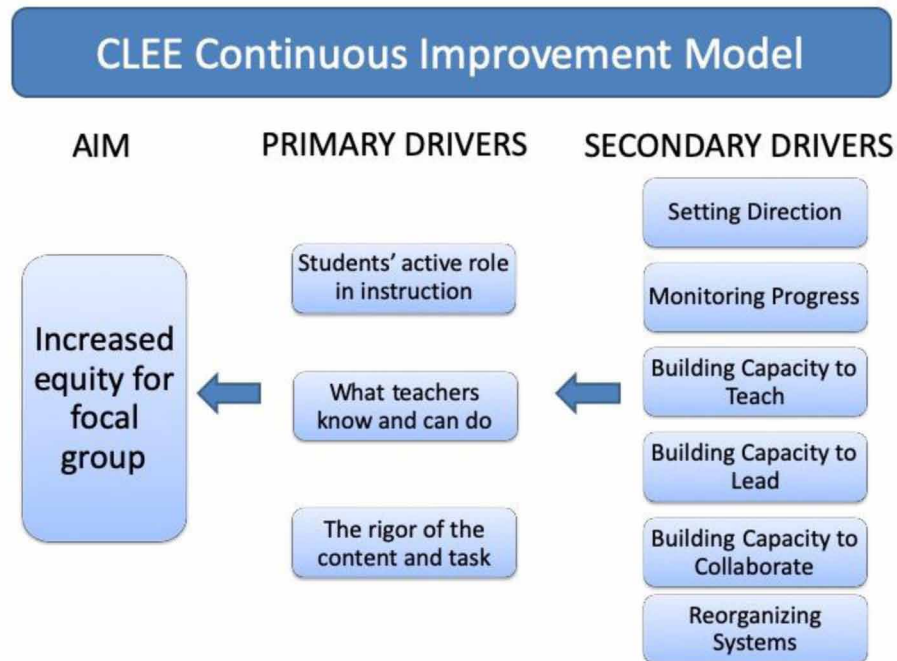 CLEE Continuous Improvement Model
AIM
PRIMARY DRIVERS
SECONDARY DRIVERS
Increased
equity for
focal
group
Students’ active role
in instruction
What teachers
know and can do
The rigor of the
content and task
Setting Direction
Monitoring Progress
Building Capacity to
Teach
Building Capacity to
Lead
Building Capacity to
Collaborate
Reorganizing
Systems